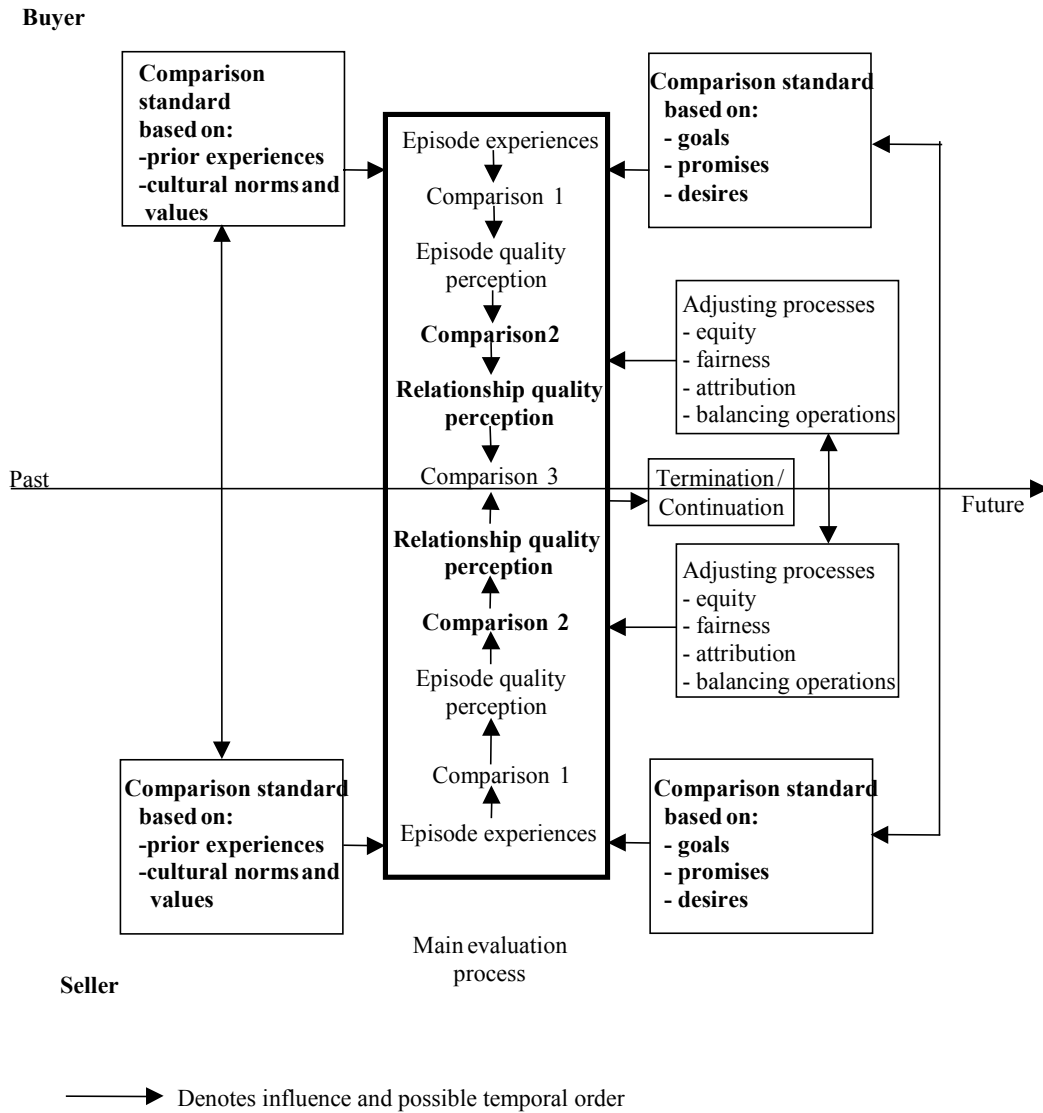 Buyer
Comparison
standard
based on:
-prior experiences
-cultural norms and
values
Episode experiences
Comparison 1
Episode quality
perception
Comparison2
Relationship quality
perception
Comparison 3
Comparison standard
based on:
- goals
- promises
- desires
Adjusting processes
- equity
- fairness
- attribution
- balancing operations
Past
Termination /
Continuation
Future
Relationship quality
perception
Comparison 2
Episode quality
perception
Comparison 1
Episode experiences
Adjusting processes
- equity
- fairness
- attribution
- balancing operations
Comparison standard
based on:
-prior experiences
-cultural norms and
values
Comparison standard
based on:
- goals
- promises
- desires
Main evaluation
process
Seller
Denotes influence and possible temporal order